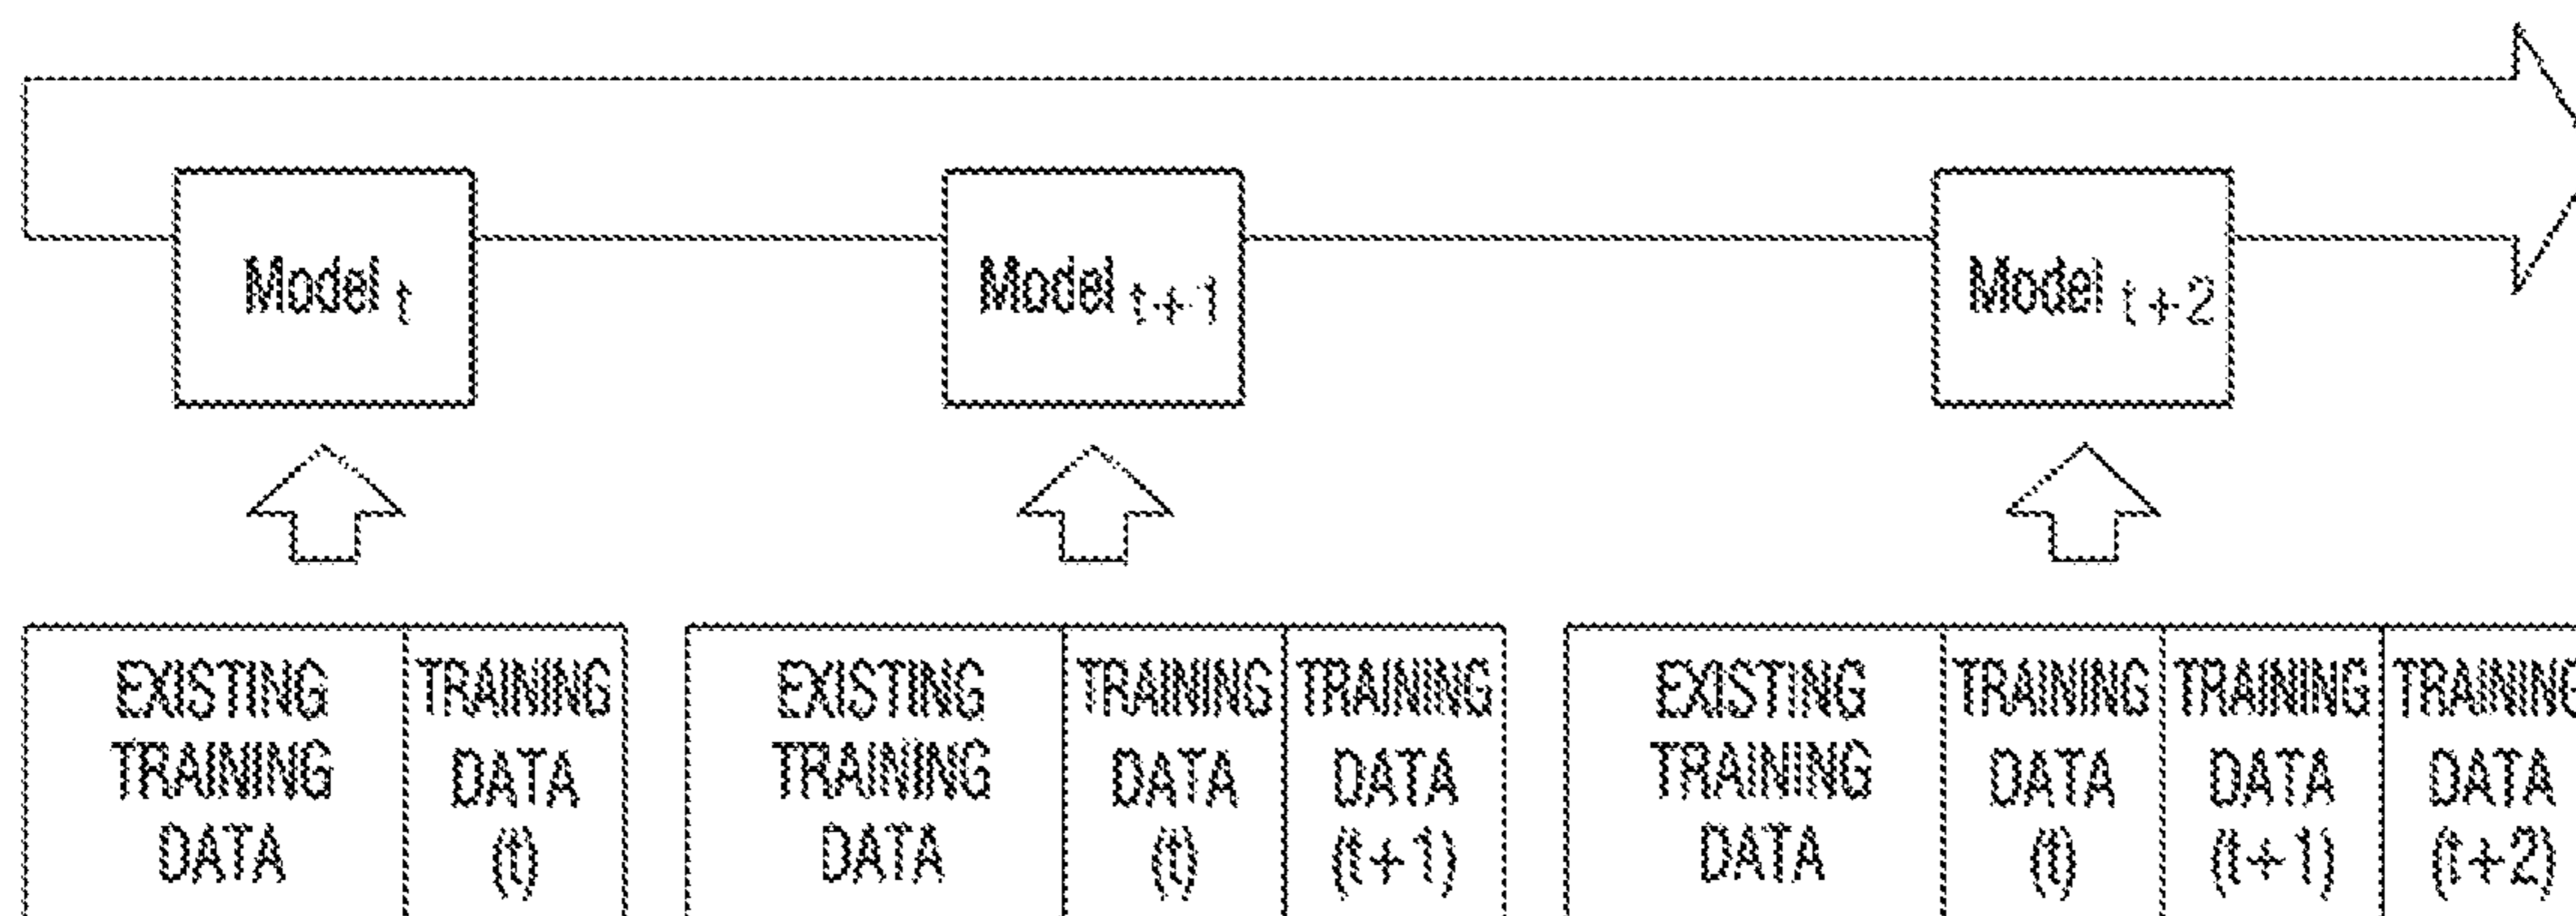 Model t
Model t+1
Model t+2
EXISTING
TRAINING
DATA
TRAINING
DATA
(t)
EXISTING
TRAINING
DATA
TRAINING
DATA
(t)
TRAINING
DATA
(t+1)
EXISTING
TRAINING
DATA
TRAINING
DATA
(t)
TRAINING
DATA
(t+1)
TRAINING
DATA
(t+2)